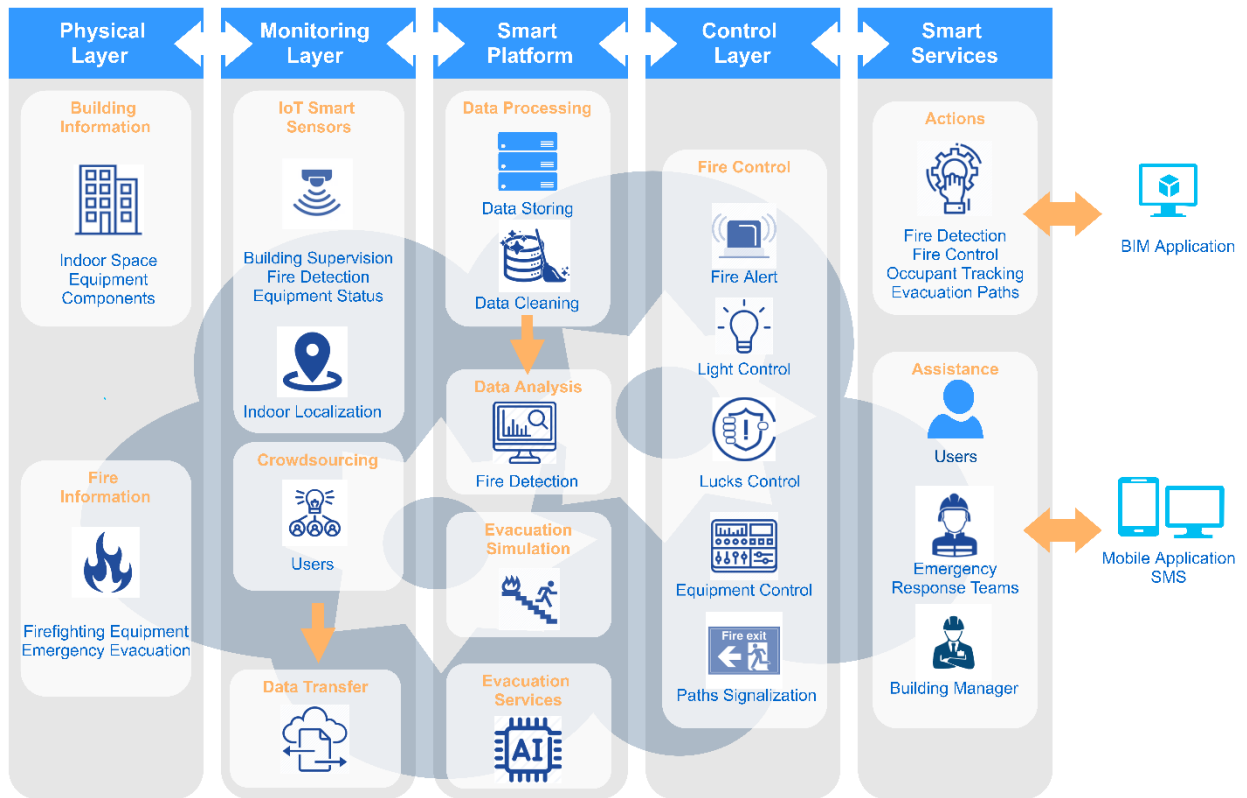 Physical
Layer
Monitoring
Layer
Smart
Platform
Control
Layer
Smart
Services
Building
Information
Indoor Space
Equipment
Components
Fire
Information
Firefighting Equipment
Emergency Evacuation
IoT Smart
Sensors
Building Supervision
Fire Detection
Equipment Status
Indoor Localization
Crowdsourcing
Users
Data Transfer
Data Processing
Data Storing
Data Cleaning
Data Analysis
Fire Detection
Evacuation
Simulation
Evacuation
Services
AI
Fire Control
Fire Alert
Light Control
Lucks Control
Equipment Control
Fire exit
Paths Signalization
Actions
Fire Detection
Fire Control
Occupant Tracking
Evacuation Paths
Assistance
Users
Emergency
Response Teams
Building Manager
BIM Application
Mobile Application
SMS